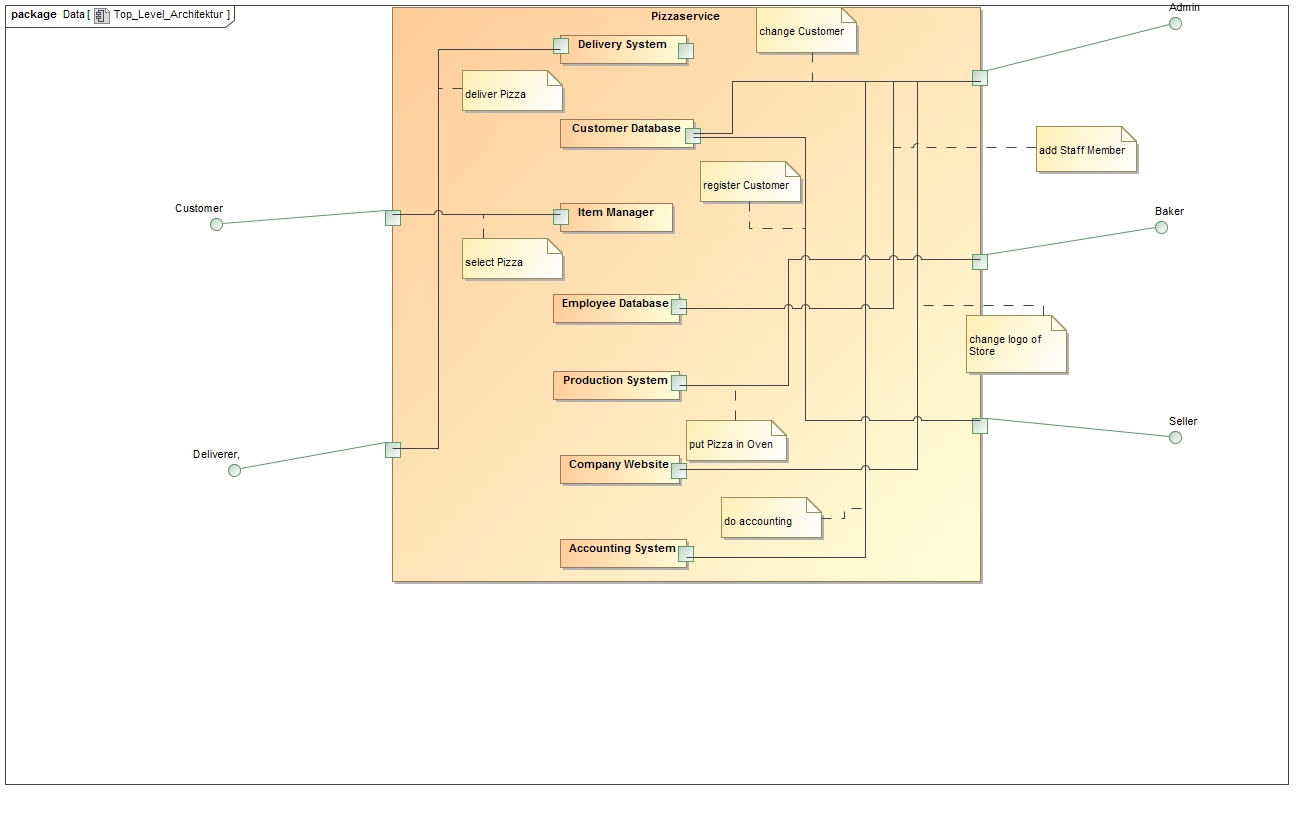 package Data[ Top_Level_Architektur ]
Pizzaservice
Admin
change Customer
Delivery System
deliver Pizza
Customer Database
add Staff Member
register Customer
Customer
Item Manager
Baker
select Pizza
Employee Database
change logo of
Store
Production System
Seller
put Pizza in Oven
Deliverer,
Company Website
do accounting
Accounting System